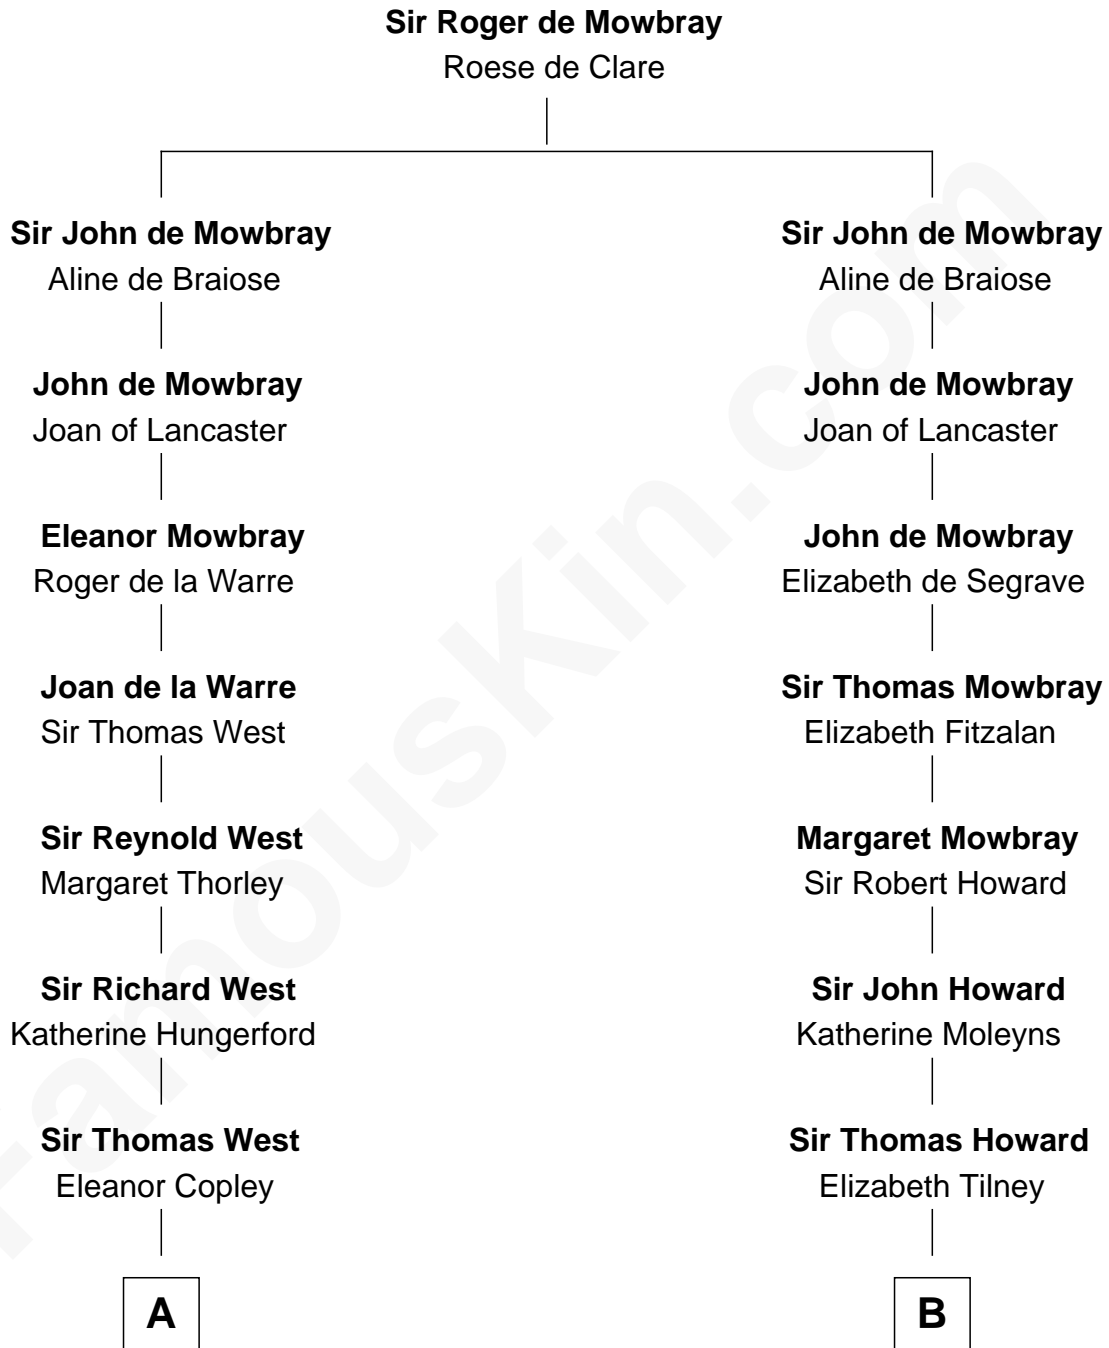 Sir Roger de Mowbray
Roese de Clare
Sir John de Mowbray
Aline de Braiose
John de Mowbray
Joan of Lancaster
Eleanor Mowbray
Roger de la Warre
Joan de la Warre
Sir Thomas West
Sir Reynold West
Margaret Thorley
Sir Richard West
Katherine Hungerford
Sir Thomas West
Eleanor Copley
A
Sir John de Mowbray
Aline de Braiose
John de Mowbray
Joan of Lancaster
John de Mowbray
Elizabeth de Segrave
Sir Thomas Mowbray
Elizabeth Fitzalan
Margaret Mowbray
Sir Robert Howard
Sir John Howard
Katherine Moleyns
Sir Thomas Howard
Elizabeth Tilney
B
FamousKin.com